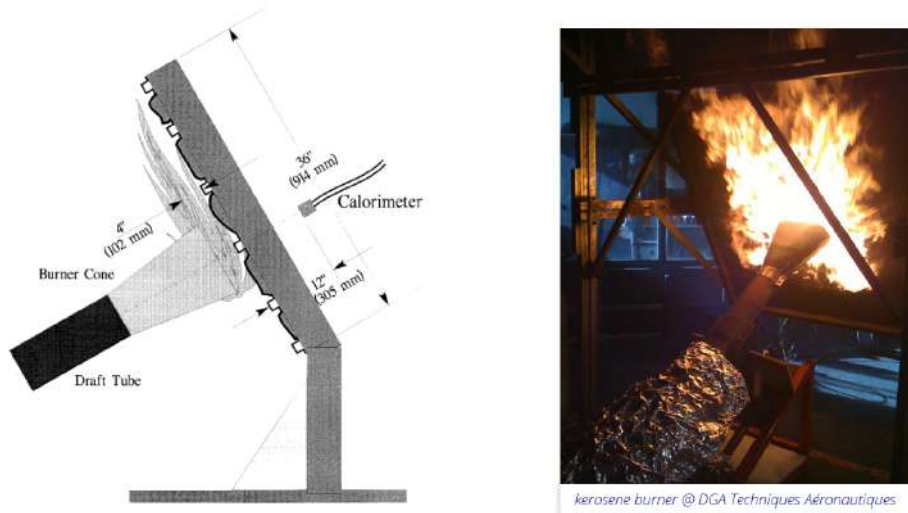 36"
(914 mm)
Calorimeter
4"
(102 mm)
Burner Cone
12"
(305 mm)
Draft Tube
kerosene burner @ DGA Techniques Aéronautiques